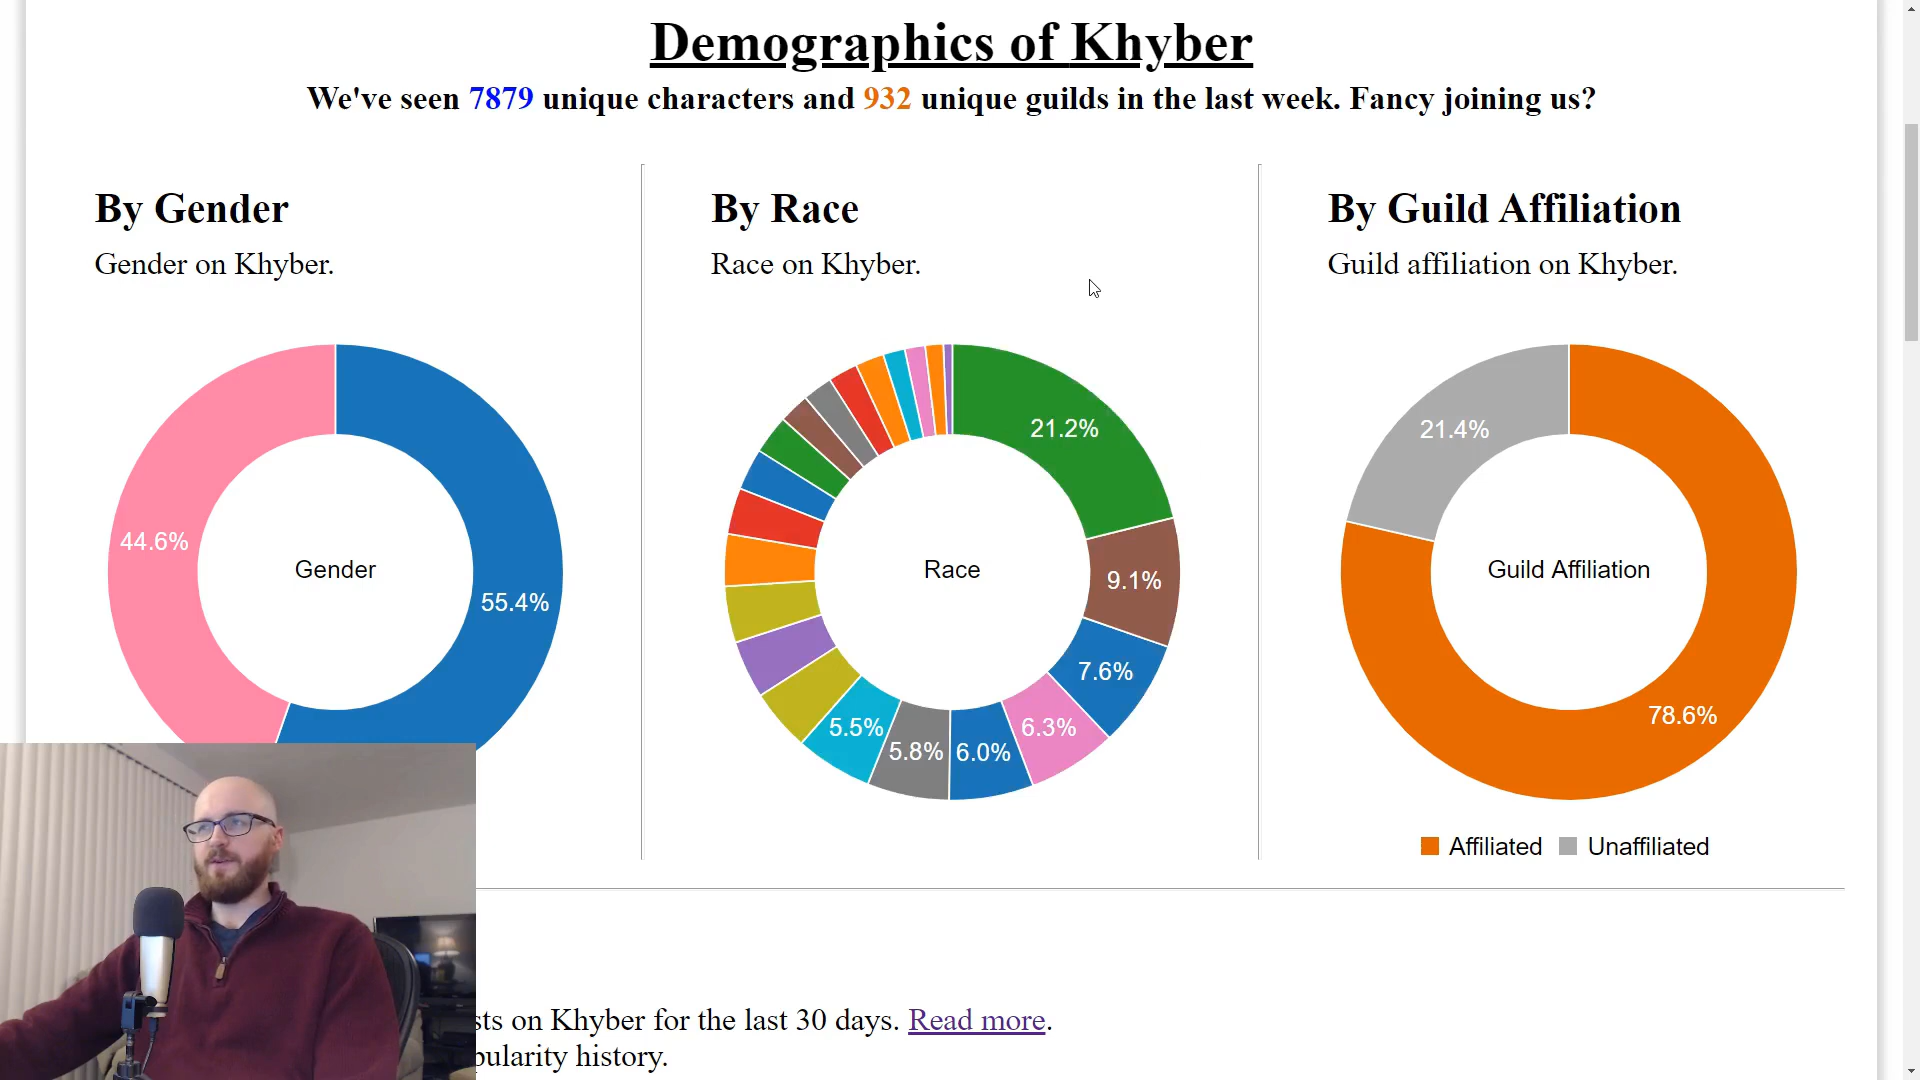 Demographics of Khyber
We've seen 7879 unique characters and 932 unique guilds in the last week. Fancy joining us?
By Gender
Gender on Khyber.
44.6%
Gender
55.4%
By Race
Race on Khyber.
21.2%
9.1%
Race
7.6%
6.3%
5.5%
5.8%
6.0%
By Guild Affiliation
Guild affiliation on Khyber.
21.4%
Guild Affiliation
78.6%
Affiliated
Unaffiliated
on Khyber for the last 30 days. Read more.
history.